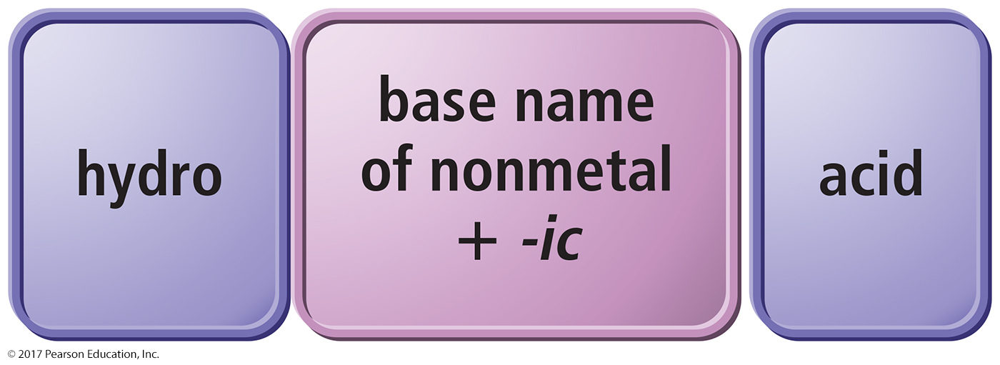 hydro
base name
of nonmetal
+ -ic
acid
© 2017 Pearson Education, Inc.